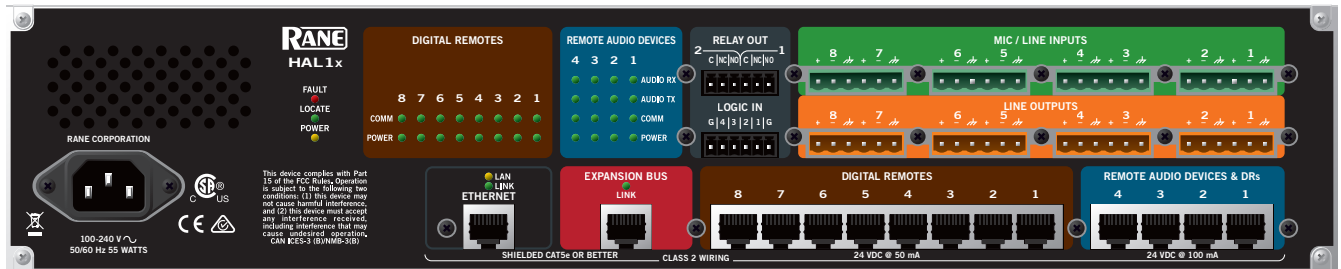 RANE
HAL1x
FAULT
LOCATE
POWER
RANE CORPORATION
100-240 V
50/60 Hz 55 WATTS
C US
®
This device complies with Part
15 of the FCC Rules. Operation
is subject to the following two
conditions: (1) this device may
not cause harmful interference,
and (2) this device must accept
any interference received,
including interference that may
cause undesired operation.
CAN ICES-3 (B)/NMB-3(B)
DIGITAL REMOTES
8 7 6 5 4 3 2 1
COMM
POWER
REMOTE AUDIO DEVICES
4 3 2 1
AUDIO RX
AUDIO TX
COMM
POWER
RELAY OUT
2 1
C NC NO C NC NO
LOGIC IN
G 4 3 2 1 G
MIC / LINE INPUTS
8 7 6 5 4 3 2 1
+ - + - + - + - + - + - + - + -
LINE OUTPUTS
8 7 6 5 4 3 2 1
+ - + - + - + - + - + - + - + -
LAN
LINK
ETHERNET
EXPANSION BUS
LINK
DIGITAL REMOTES
8 7 6 5 4 3 2 1
REMOTE AUDIO DEVICES & DRs
4 3 2 1
SHIELDED CAT5e OR BETTER
CLASS 2 WIRING
24 VDC @ 50 mA
24 VDC @ 100 mA